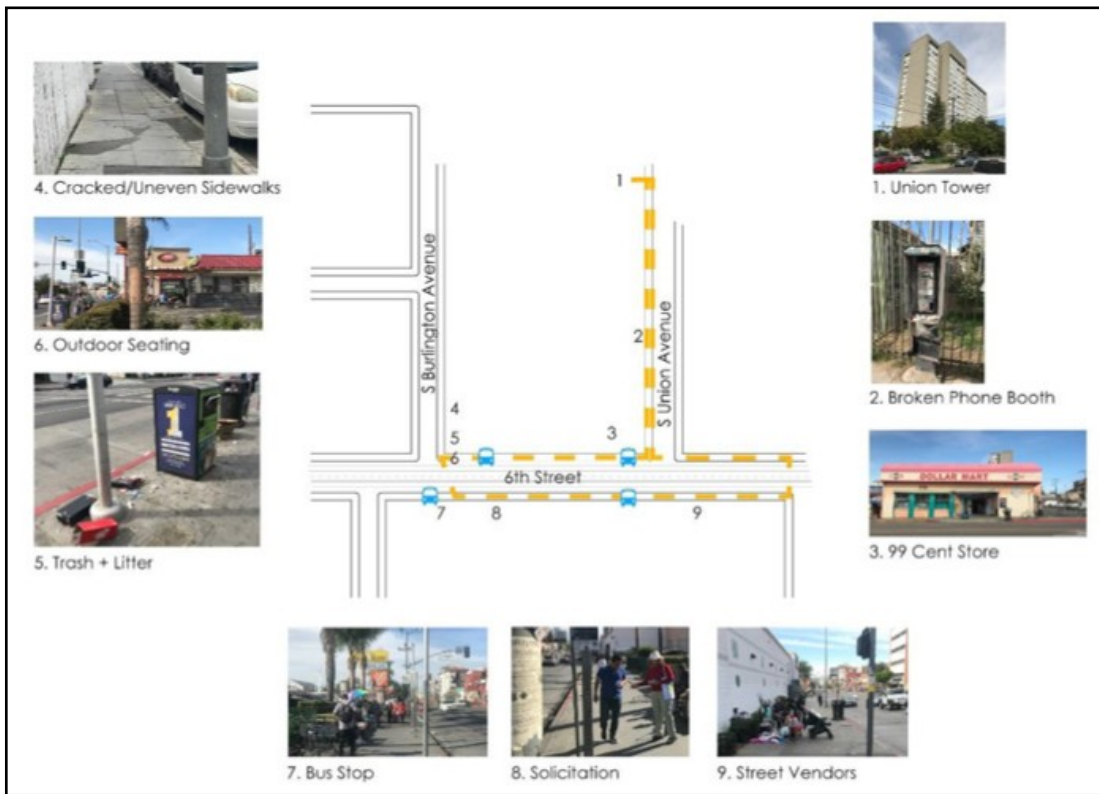 4. Cracked/Uneven Sidewalks
6. Outdoor Seating
1
5. Trash + Litter
S Burlington Avenue
1
2
S Union Avenue
4
5
6
3
6th Street
7
8
9
1. Union Tower
2. Broken Phone Booth
DOLLAR MART
3. 99 Cent Store
7. Bus Stop
8. Solicitation
9. Street Vendors